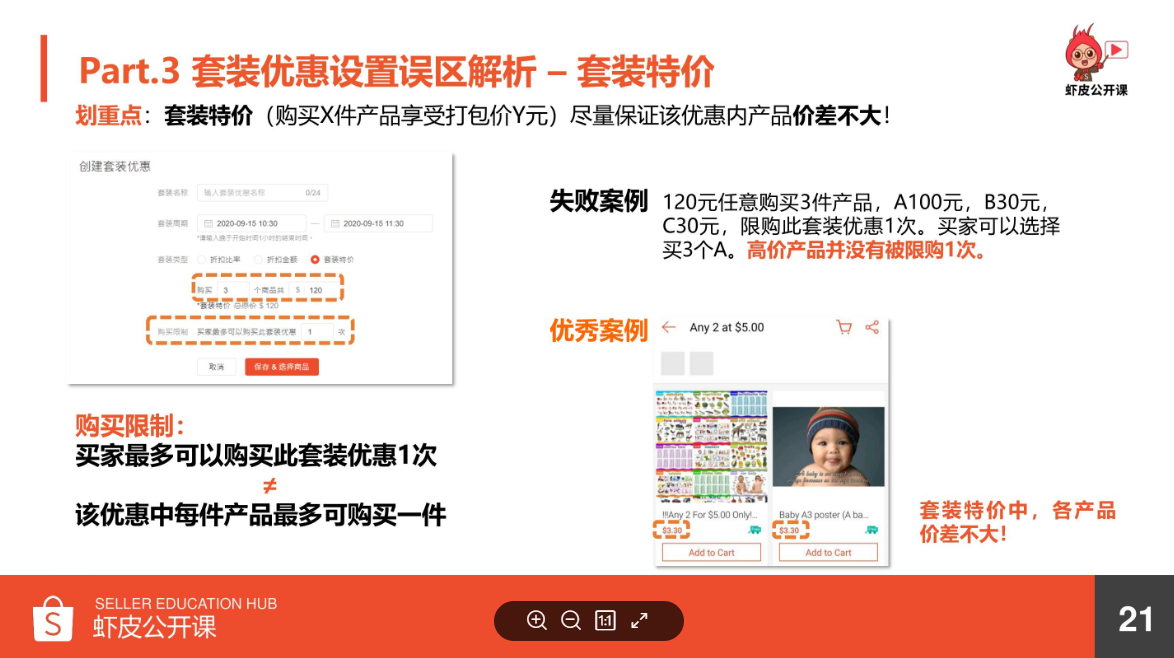 Part.3 套装优惠设置误区解析 – 套装特价
虾皮公开课
划重点：套装特价（购买X件产品享受打包价Y元）尽量保证该优惠内产品价差不大！
创建套装优惠
套装名称 输入套装优惠名称 0/24
套装周期 2020-09-15 10:30 — 2020-09-15 11:30
*请输入晚于开始时间1小时的结束时间。
套装类型 折扣比率 折扣金额 套装特价
购买 3 个商品共 $ 120
*套装特价 总原价 $ 120
购买限制 买家最多可以购买此套装优惠 1 次
取消 保存 & 选择商品
失败案例
120元任意购买3件产品，A100元，B30元，
C30元，限购此套装优惠1次。买家可以选择
买3个A。高价产品并没有被限购1次。
优秀案例
Any 2 at $5.00
!!!Any 2 For $5.00 Only!...
$3.30
Add to Cart
Baby A3 poster (A ba...
$3.30
Add to Cart
购买限制：
买家最多可以购买此套装优惠1次
≠
该优惠中每件产品最多可购买一件
套装特价中，各产品
价差不大！
SELLER EDUCATION HUB
虾皮公开课
1:1
21